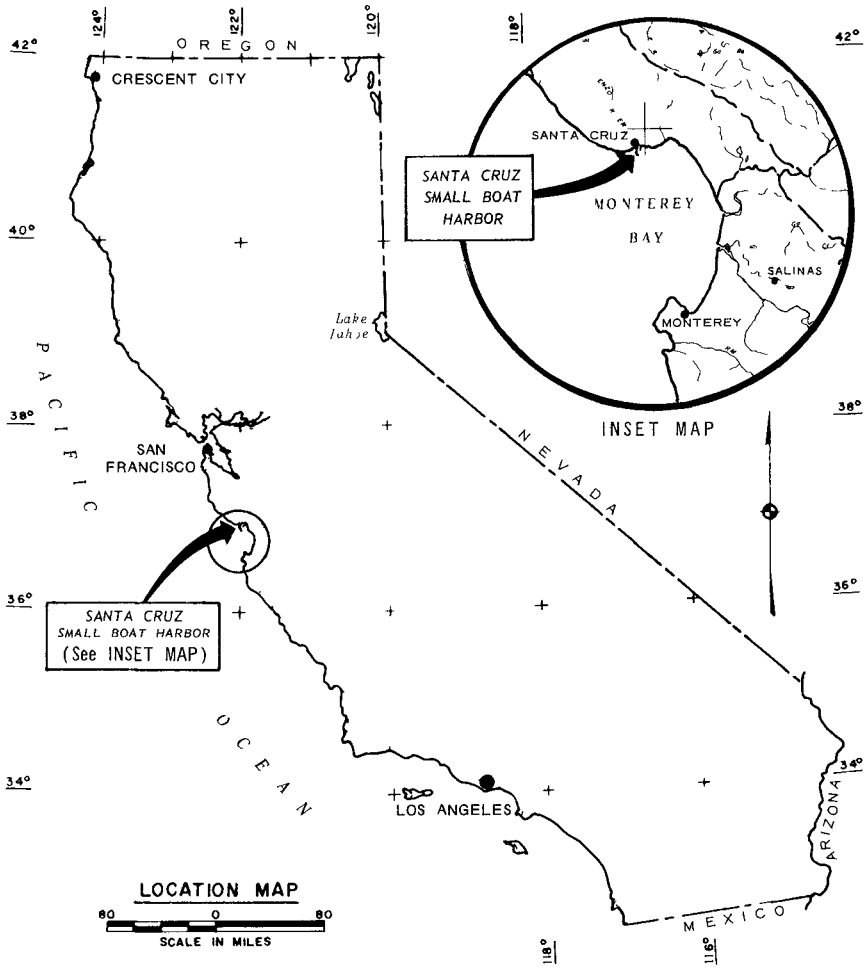 124°
122°
120°
118°
42°
42°
OREGON
CRESCENT CITY
SANTA CRUZ
SANTA CRUZ
SMALL BOAT
HARBOR
MONTEREY
BAY
SALINAS
MONTEREY
INSET MAP
40°
Lake
PACIFIC
38°
38°
SAN
FRANCISCO
NEVADA
36°
36°
SANTA CRUZ
SMALL BOAT HARBOR
(See INSET MAP)
OCEAN
34°
34°
LOS ANGELES
ARIZONA
MEXICO
LOCATION MAP
80 0 80
SCALE IN MILES
118°
116°